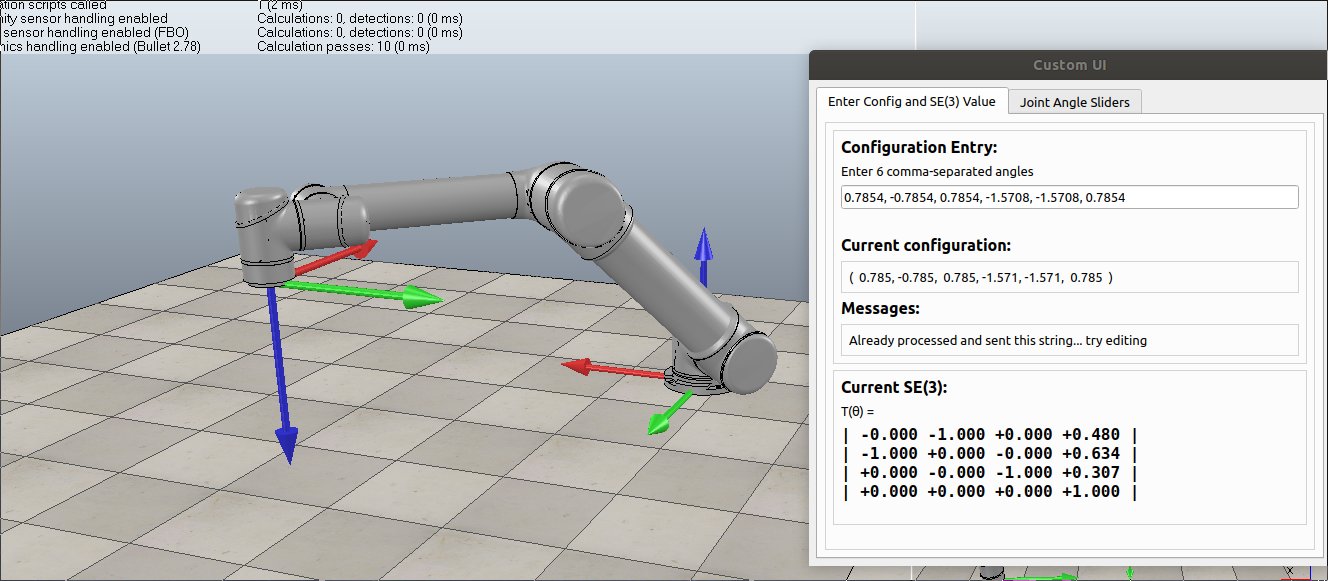 ation scripts called 1 (2 ms)
nity sensor handling enabled Calculations: 0, detections: 0 (0 ms)
sensor handling enabled (FBO) Calculations: 0, detections: 0 (0 ms)
mics handling enabled (Bullet 2.78) Calculation passes: 10 (0 ms)
Custom UI
Enter Config and SE(3) Value Joint Angle Sliders
Configuration Entry:
Enter 6 comma-separated angles
0.7854, -0.7854, 0.7854, -1.5708, -1.5708, 0.7854
Current configuration:
( 0.785, -0.785, 0.785, -1.571, -1.571, 0.785 )
Messages:
Already processed and sent this string... try editing
Current SE(3):
T(θ) =
| -0.000 -1.000 +0.000 +0.480 |
| -1.000 +0.000 -0.000 +0.634 |
| +0.000 -0.000 -1.000 +0.307 |
| +0.000 +0.000 +0.000 +1.000 |